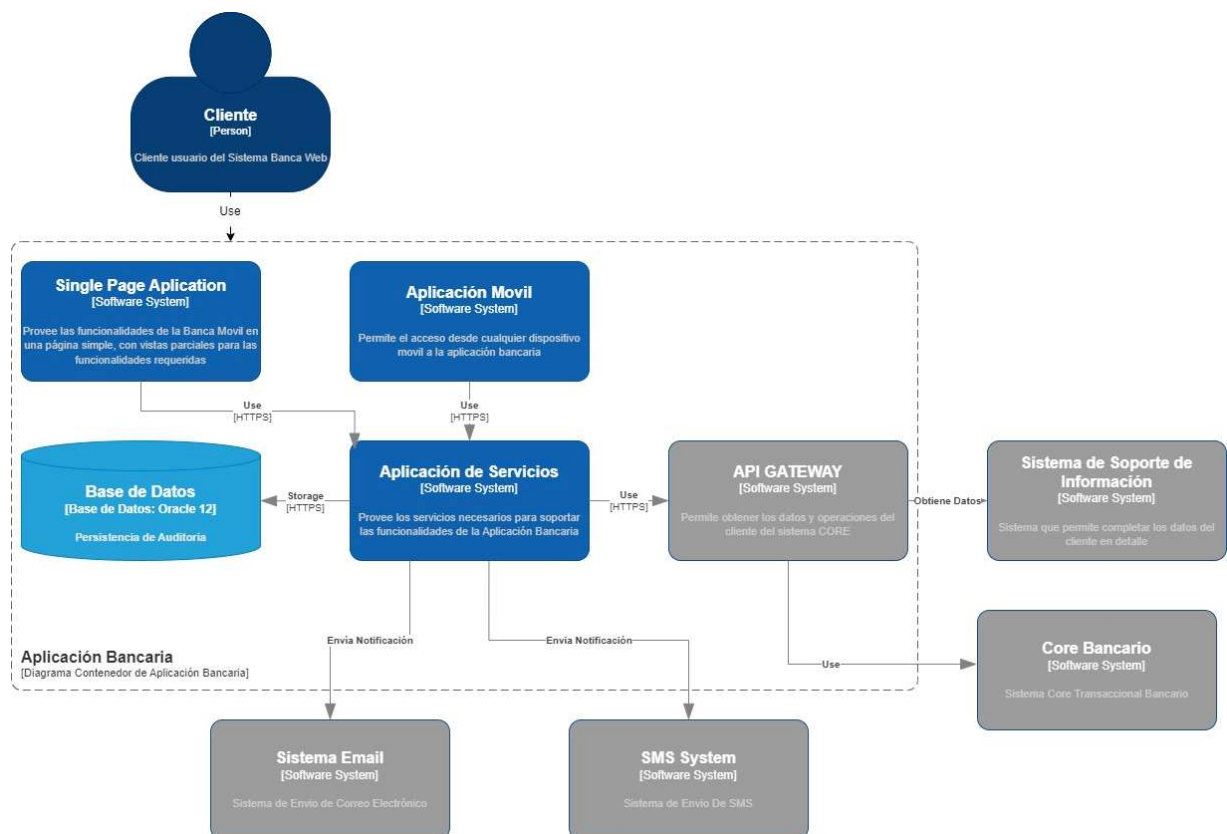 Cliente
[Person]
Cliente usuario del Sistema Banca Web
Use
Single Page Aplication
[Software System]
Provee las funcionalidades de la Banca Movil en
una página simple, con vistas parciales para las
funcionalidades requeridas
Aplicación Movil
[Software System]
Permite el acceso desde cualquier dispositivo
movil a la aplicación bancaria
Use
[HTTPS]
Use
[HTTPS]
Base de Datos
[Base de Datos: Oracle 12]
Persistencia de Auditoria
Storage
[HTTPS]
Aplicación de Servicios
[Software System]
Provee los servicios necesarios para soportar
las funcionalidades de la Aplicación Bancaria
Use
[HTTPS]
API GATEWAY
[Software System]
Permite obtener los datos y operaciones del
cliente del sistema CORE
Obtiene Datos
Sistema de Soporte de
Información
[Software System]
Sistema que permite completar los datos del
cliente en detalle
Envía Notificación
Envía Notificación
Use
Core Bancario
[Software System]
Sistema Core Transaccional Bancario
Aplicación Bancaria
[Diagrama Contenedor de Aplicación Bancaria]
Sistema Email
[Software System]
Sistema de Envio de Correo Electrónico
SMS System
[Software System]
Sistema de Envio De SMS